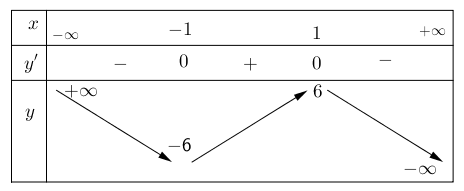 x −∞ −1 1 +∞
y′ − 0 + 0 −
+∞ 6
y
−6
−∞